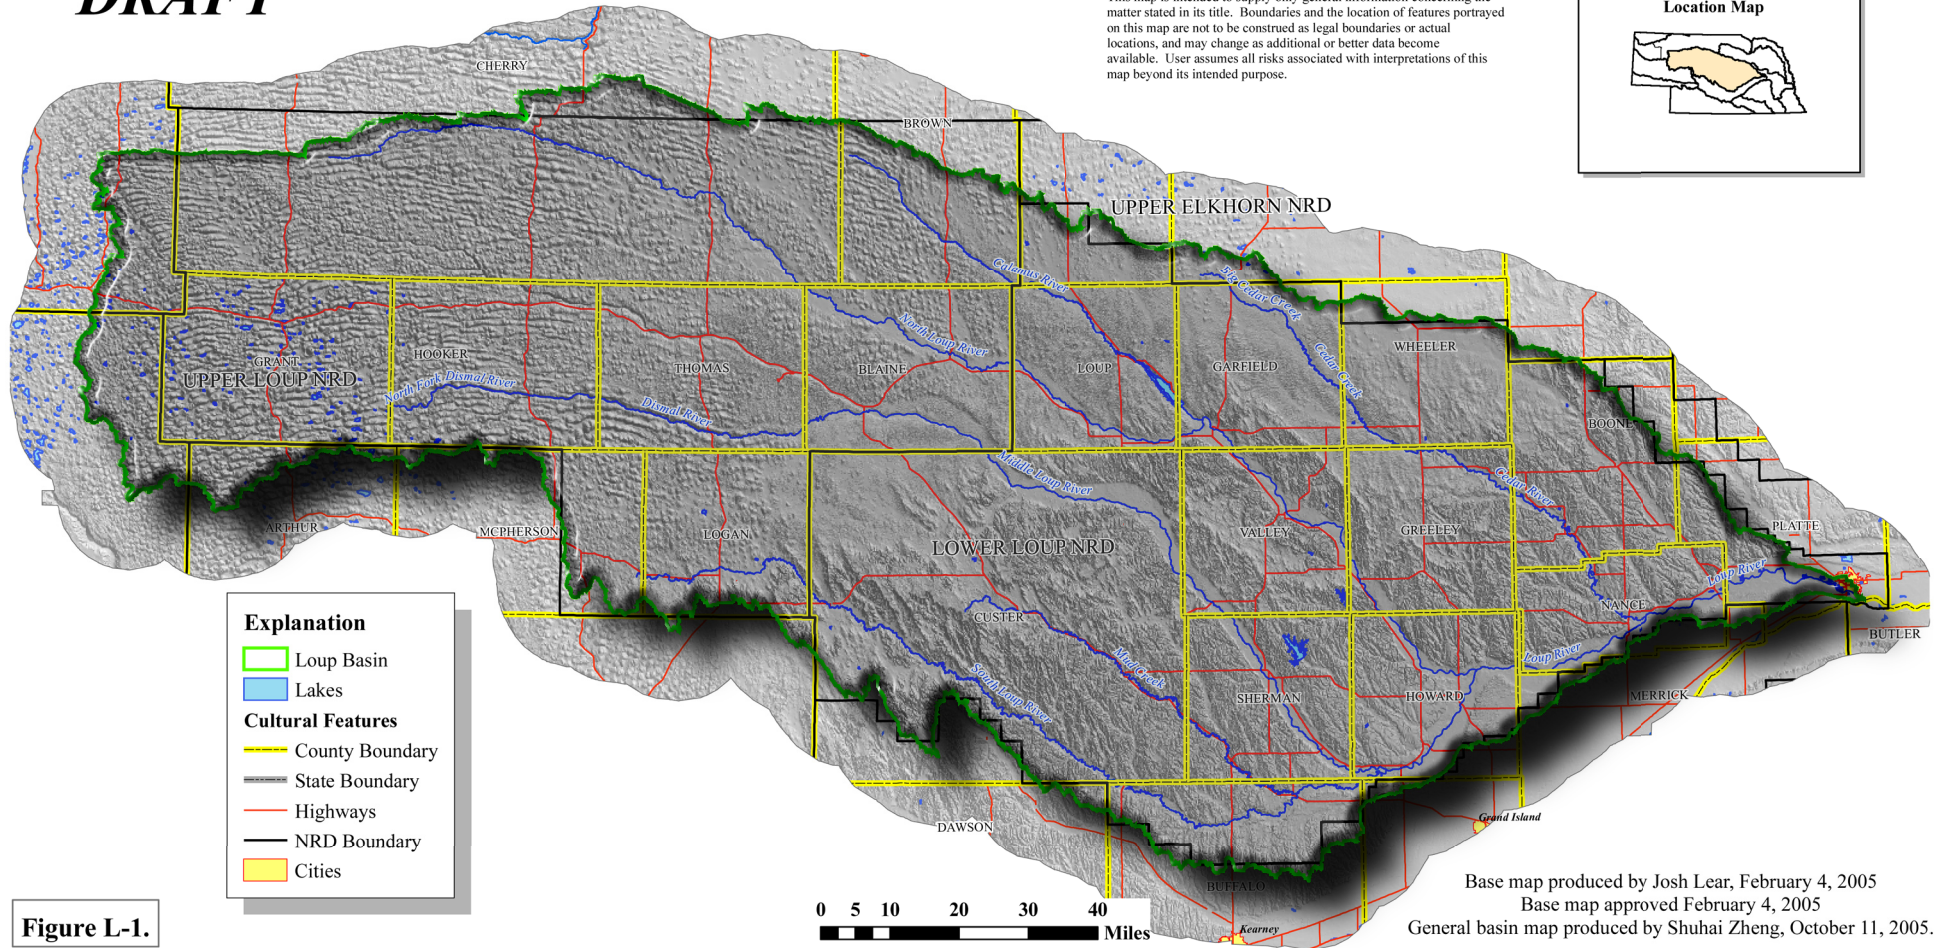 DRAFT
This map is intended to supply only general information concerning the
matter stated in its title. Boundaries and the location of features portrayed
on this map are not to be construed as legal boundaries or actual
locations, and may change as additional or better data become
available. User assumes all risks associated with interpretations of this
map beyond its intended purpose.
Location Map
CHERRY
BROWN
UPPER ELKHORN NRD
Calamus River
Big Cedar Creek
North Loup River
Cedar Creek
WHEELER
GRANT
HOOKER
THOMAS
BLAINE
LOUP
GARFIELD
UPPER LOUP NRD
North Fork Dismal River
Dismal River
BOONE
Middle Loup River
Cedar River
ARTHUR
MCPHERSON
LOGAN
LOWER LOUP NRD
VALLEY
GREELEY
PLATTE
Loup River
NANCE
CUSTER
BUTLER
Mud Creek
Loup River
South Loup River
SHERMAN
HOWARD
MERRICK
DAWSON
Grand Island
BUFFALO
Kearney
Explanation
Loup Basin
Lakes
Cultural Features
County Boundary
State Boundary
Highways
NRD Boundary
Cities
Figure L-1.
0 5 10 20 30 40
Miles
Base map produced by Josh Lear, February 4, 2005
Base map approved February 4, 2005
General basin map produced by Shuhai Zheng, October 11, 2005.